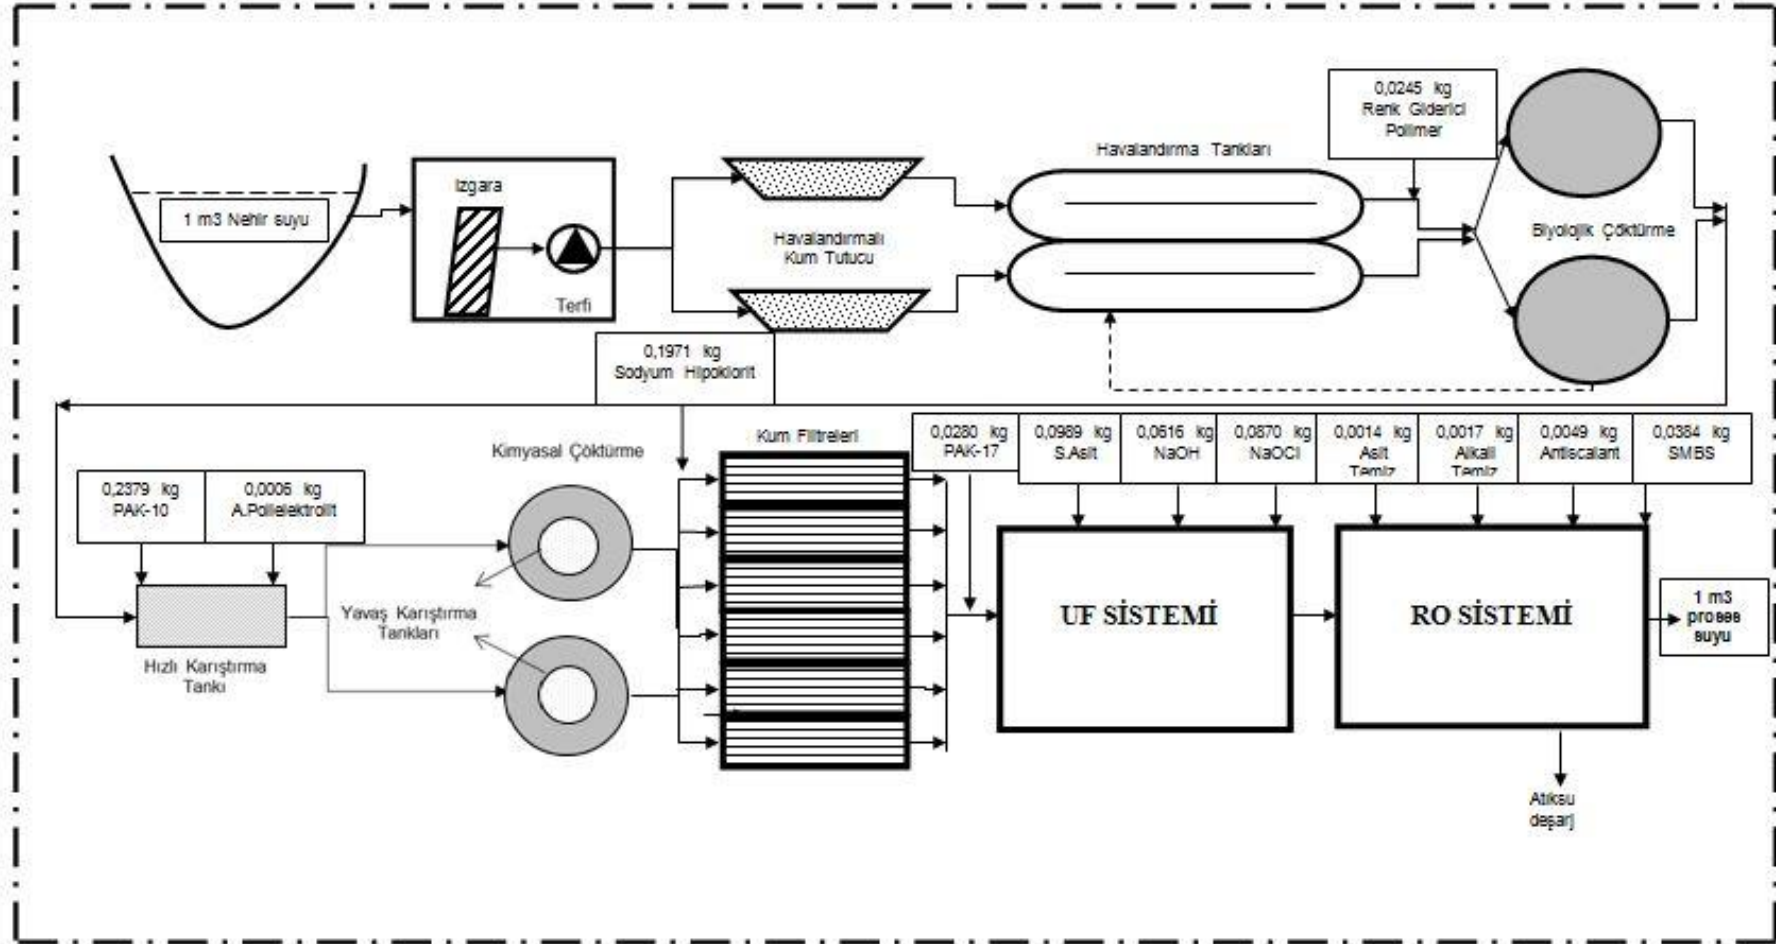 0,0245 kg
Renk Giderici
Polimer
Havalandırma Tankları
Izgara
1 m3 Nehir suyu
Havalandırmalı
Kum Tutucu
Biyolojik Çöktürme
Terfi
0,1971 kg
Sodyum Hipoklorit
Kimyasal Çöktürme
Kum Filtreleri
0,0280 kg
PAK-17
0,0989 kg
S.Asit
0,0616 kg
NaOH
0,0870 kg
NaOCl
0,0014 kg
Asit
Temiz
0,0017 kg
Alkali
Temiz
0,0049 kg
Antiscalant
0,0384 kg
SMBS
0,2379 kg
PAK-10
0,0006 kg
A.Polielektrolit
Yavaş Karıştırma
Tankları
UF SİSTEMİ
RO SİSTEMİ
1 m3
proses
suyu
Hızlı Karıştırma
Tankı
Atıksu
deşarj